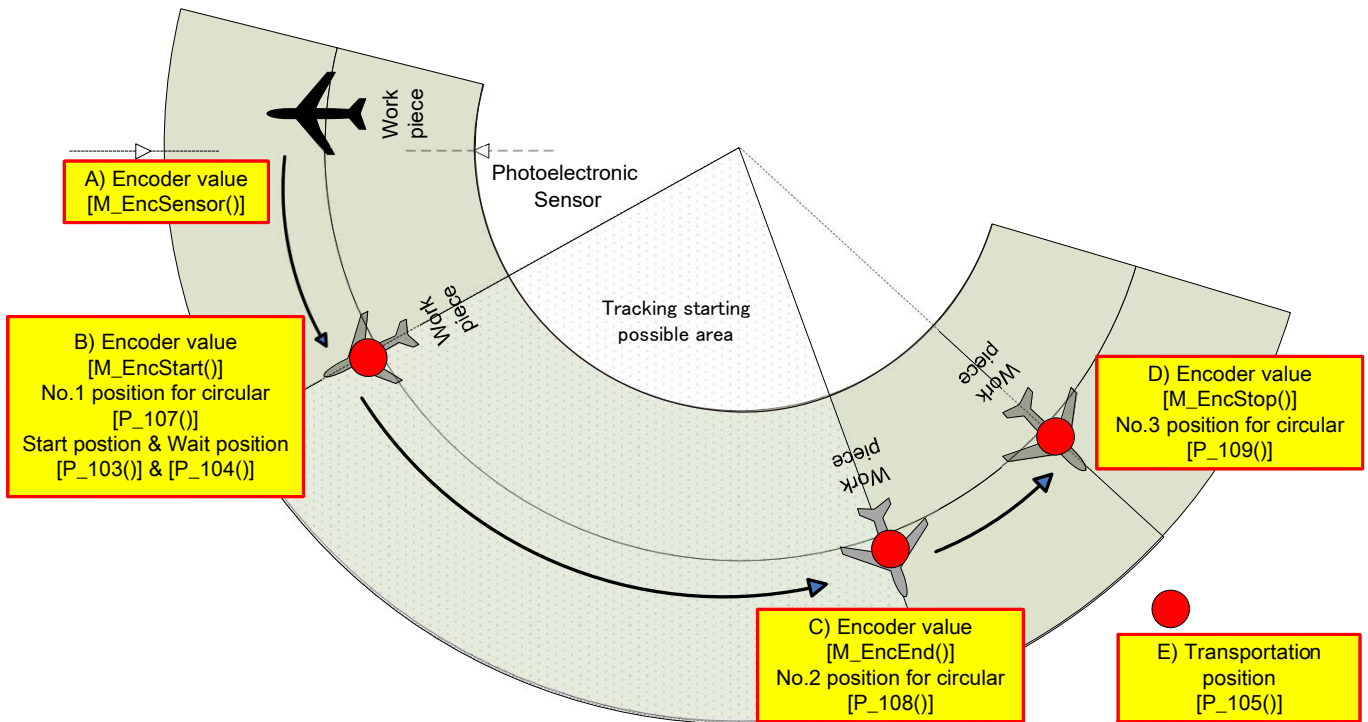 Work
piece
Photoelectronic
Sensor
A) Encoder value
[M_EncSensor()]
Work
piece
Tracking starting
possible area
B) Encoder value
[M_EncStart()]
No.1 position for circular
[P_107()]
Start postion & Wait position
[P_103()] & [P_104()]
Work
piece
D) Encoder value
[M_EncStop()]
No.3 position for circular
[P_109()]
Work
piece
C) Encoder value
[M_EncEnd()]
No.2 position for circular
[P_108()]
E) Transportation
position
[P_105()]